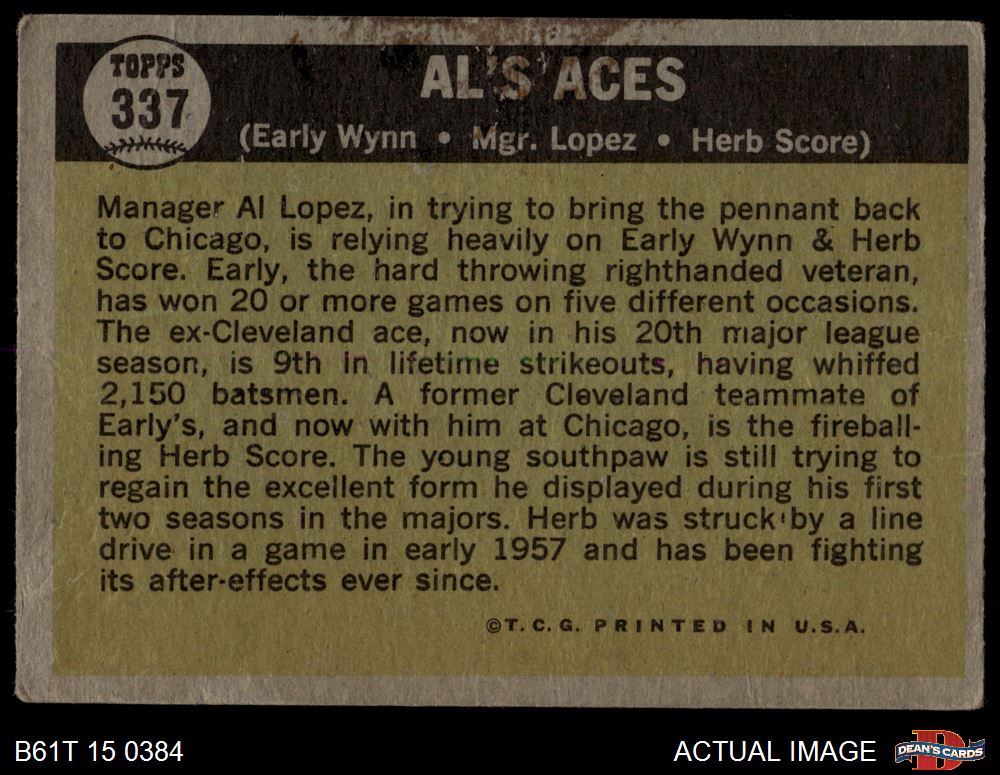 TOPPS
337
AL'S ACES
(Early Wynn • Mgr. Lopez • Herb Score)
Manager Al Lopez, in trying to bring the pennant back
to Chicago, is relying heavily on Early Wynn & Herb
Score. Early, the hard throwing righthanded veteran,
has won 20 or more games on five different occasions.
The ex-Cleveland ace, now in his 20th major league
season, is 9th in lifetime strikeouts, having whiffed
2,150 batsmen. A former Cleveland teammate of
Early's, and now with him at Chicago, is the fireball-
ing Herb Score. The young southpaw is still trying to
regain the excellent form he displayed during his first
two seasons in the majors. Herb was struck by a line
drive in a game in early 1957 and has been fighting
its after-effects ever since.
©T. C. G. PRINTED IN U.S.A.
B61T 15 0384
ACTUAL IMAGE
D
DEAN'S CARDS